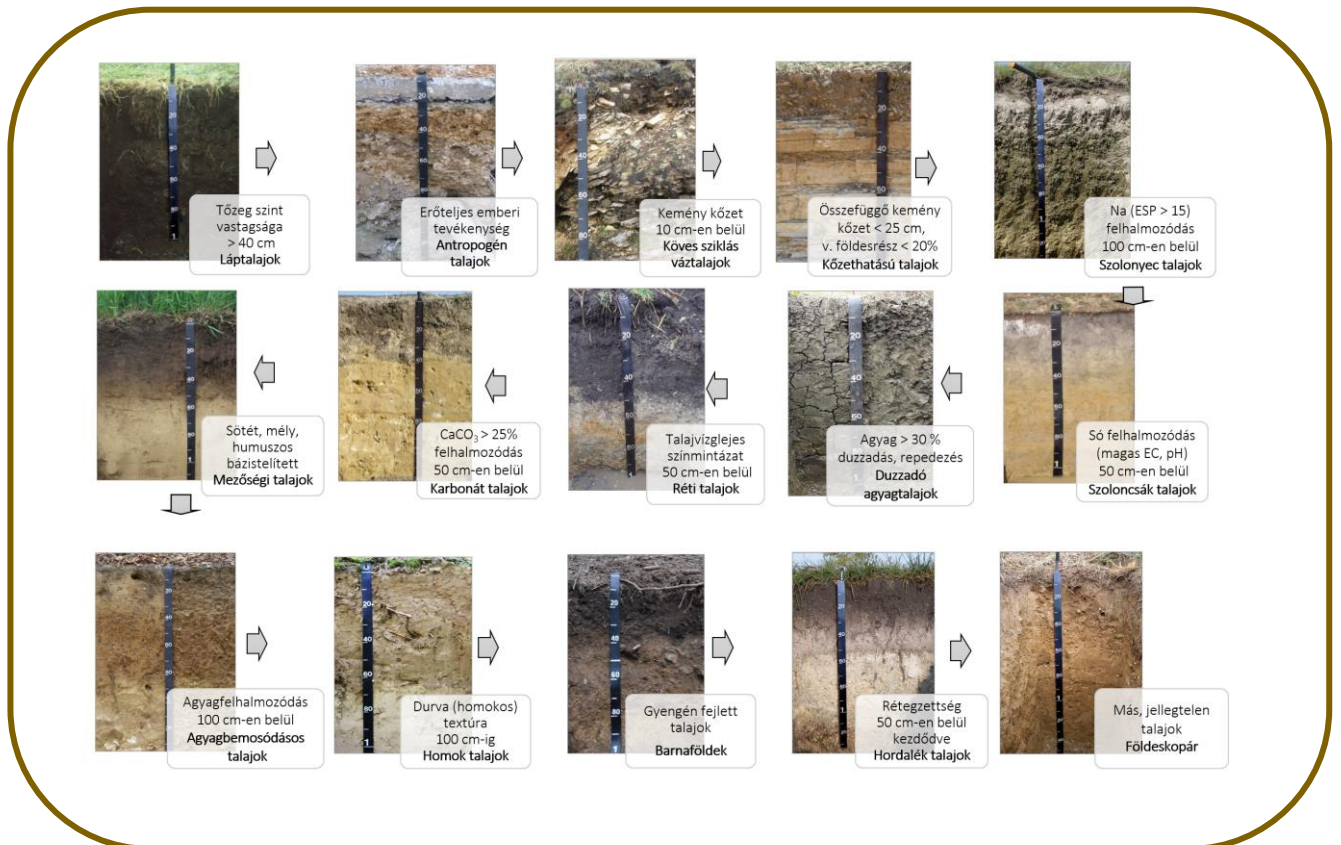 Tőzeg szint
vastagsága
> 40 cm
Láptalajok
Erőteljes emberi
tevékenység
Antropogén
talajok
Kemény kőzet
10 cm-en belül
Köves sziklás
váztalajok
Összefüggő kemény
kőzet < 25 cm,
v. földesrész < 20%
Kőzethatású talajok
Na (ESP > 15)
felhalmozódás
100 cm-en belül
Szolonyec talajok
Sötét, mély,
humuszos
bázistelített
Mezőségi talajok
CaCO₃ > 25%
felhalmozódás
50 cm-en belül
Karbonát talajok
Talajvízglejes
színmintázat
50 cm-en belül
Réti talajok
Agyag > 30 %
duzzadás, repedezés
Duzzadó
agyagtalajok
Só felhalmozódás
(magas EC, pH)
50 cm-en belül
Szoloncsák talajok
Agyagfelhalmozódás
100 cm-en belül
Agyagbemosódásos
talajok
Durva (homokos)
textúra
100 cm-ig
Homok talajok
Gyengén fejlett
talajok
Barnaföldek
Rétegzettség
50 cm-en belül
kezdődve
Hordalék talajok
Más, jellegtelen
talajok
Földeskopár